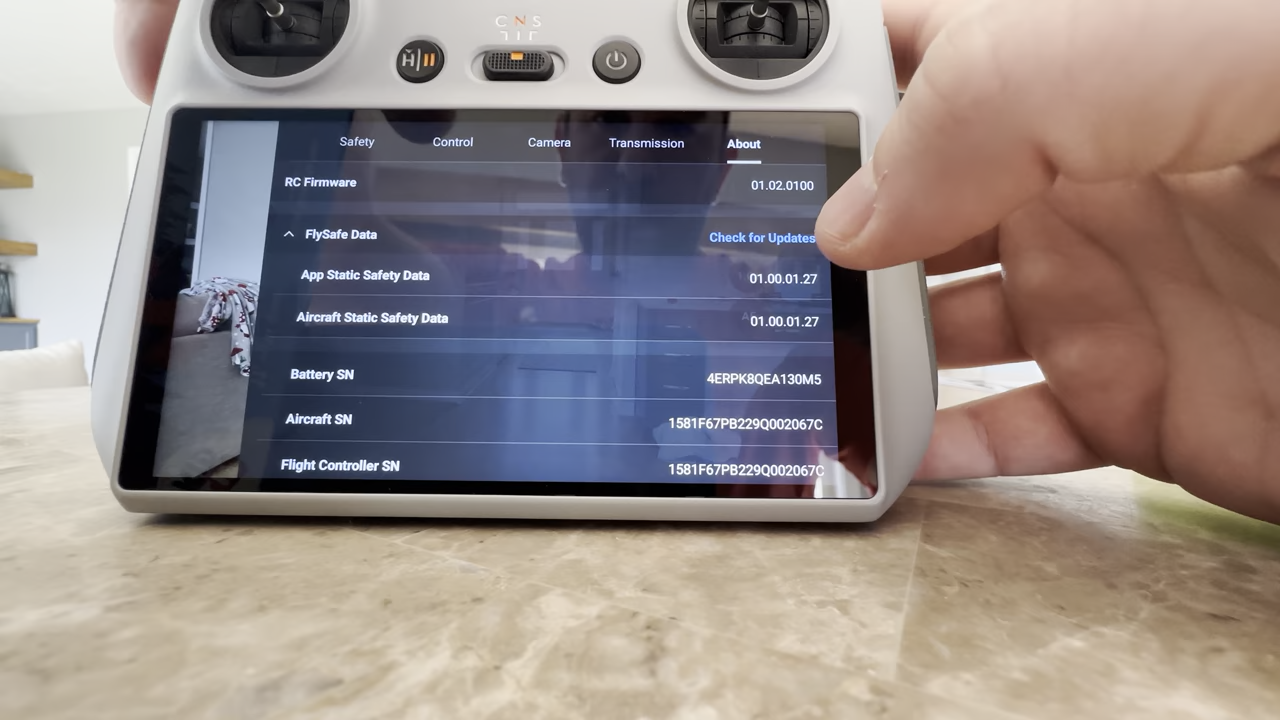 C N S
H
Safety Control Camera Transmission About
RC Firmware 01.02.0100
FlySafe Data Check for Updates
App Static Safety Data 01.00.01.27
Aircraft Static Safety Data 01.00.01.27
Battery SN 4ERPK8QEA130M5
Aircraft SN 1581F67PB229Q002067C
Flight Controller SN 1581F67PB229Q002067C